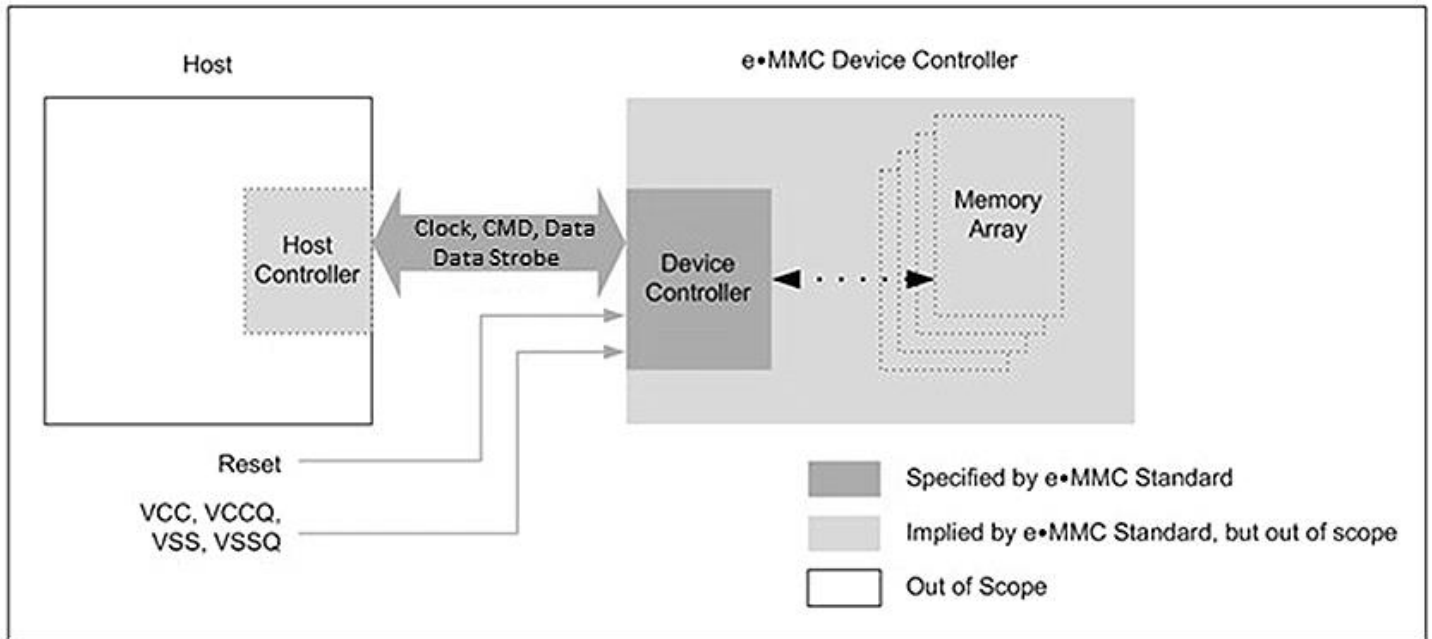 Host
e•MMC Device Controller
Host
Controller
Clock, CMD, Data
Data Strobe
Device
Controller
Memory
Array
Reset
VCC, VCCQ,
VSS, VSSQ
Specified by e•MMC Standard
Implied by e•MMC Standard, but out of scope
Out of Scope